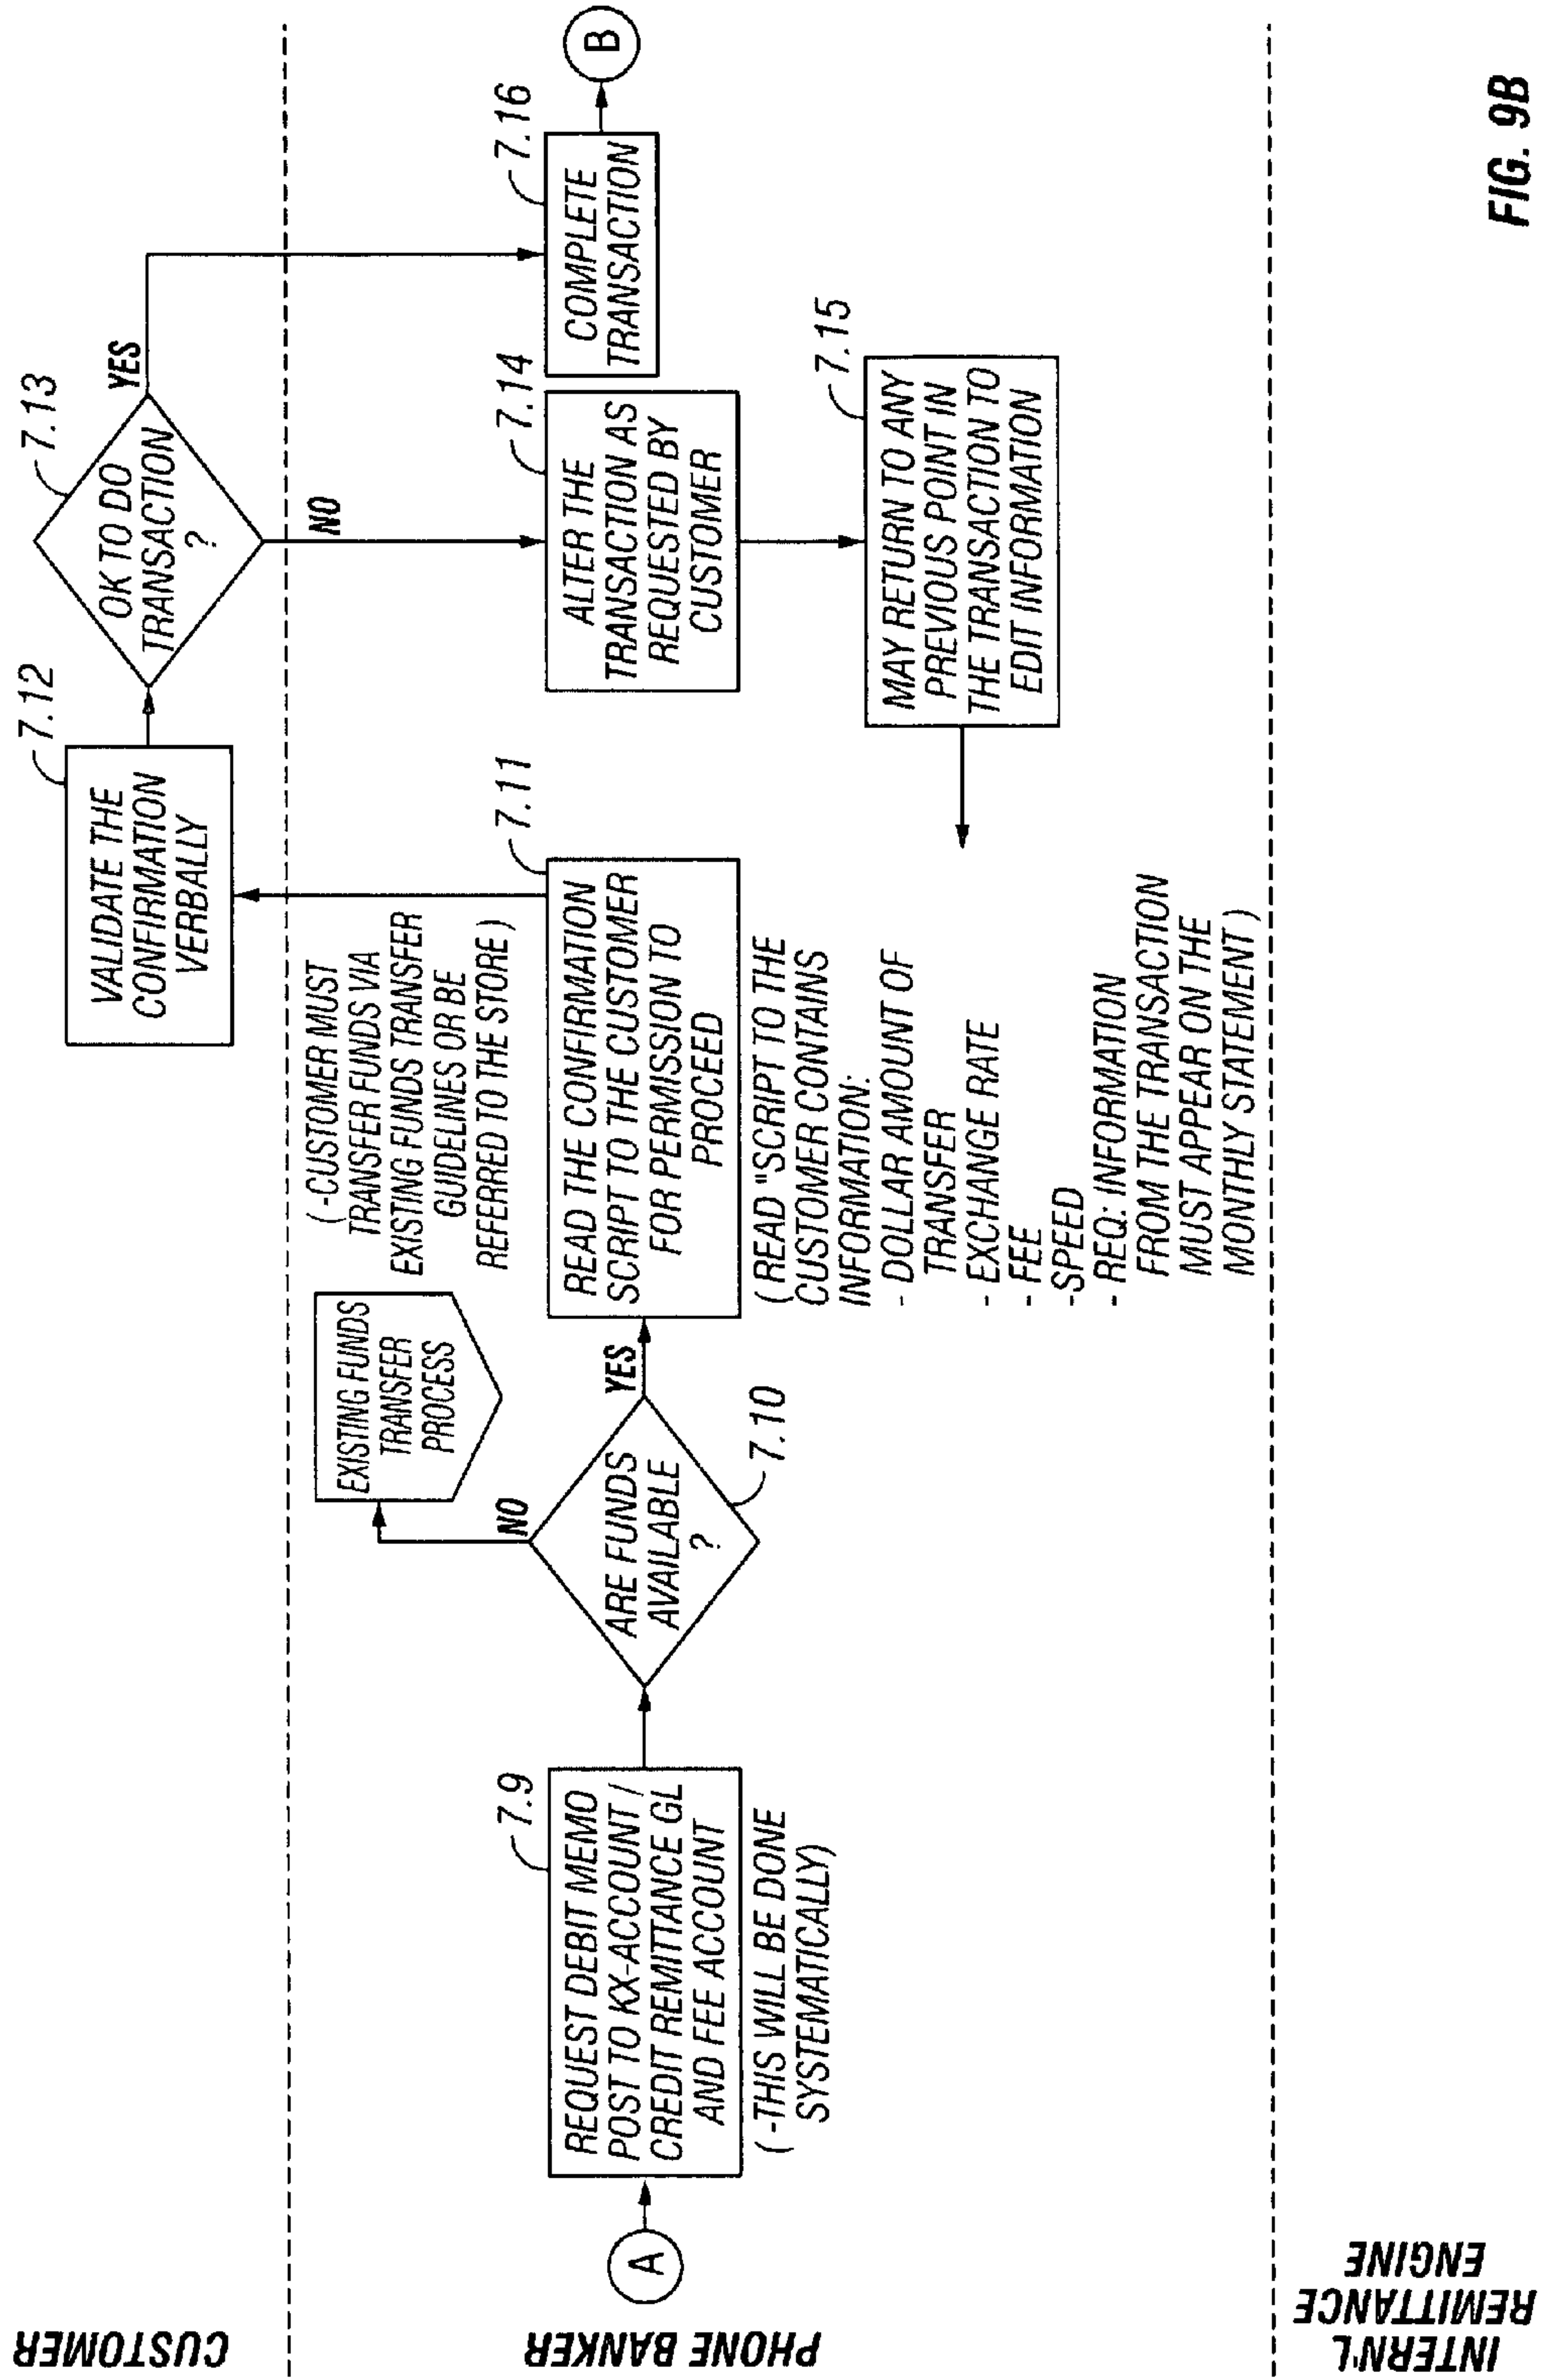 CUSTOMER
PHONE BANKER
INTERN'L
REMITTANCE
ENGINE
A
7.9
REQUEST DEBIT MEMO
POST TO KX-ACCOUNT /
CREDIT REMITTANCE GL
AND FEE ACCOUNT
(-THIS WILL BE DONE
SYSTEMATICALLY)
ARE FUNDS
AVAILABLE
?
7.10
NO
YES
EXISTING FUNDS
TRANSFER
PROCESS
(-CUSTOMER MUST
TRANSFER FUNDS VIA
EXISTING FUNDS TRANSFER
GUIDELINES OR BE
REFERRED TO THE STORE )
7.11
READ THE CONFIRMATION
SCRIPT TO THE CUSTOMER
FOR PERMISSION TO
PROCEED
( READ "SCRIPT TO THE
CUSTOMER CONTAINS
INFORMATION:
- DOLLAR AMOUNT OF
TRANSFER
- EXCHANGE RATE
- FEE
-SPEED
- REQ: INFORMATION
FROM THE TRANSACTION
MUST APPEAR ON THE
MONTHLY STATEMENT )
7.12
VALIDATE THE
CONFIRMATION
VERBALLY
7.13
OK TO DO
TRANSACTION
?
YES
NO
7.14
ALTER THE
TRANSACTION AS
REQUESTED BY
CUSTOMER
7.15
MAY RETURN TO ANY
PREVIOUS POINT IN
THE TRANSACTION TO
EDIT INFORMATION
7.16
COMPLETE
TRANSACTION
B
FIG. 9B